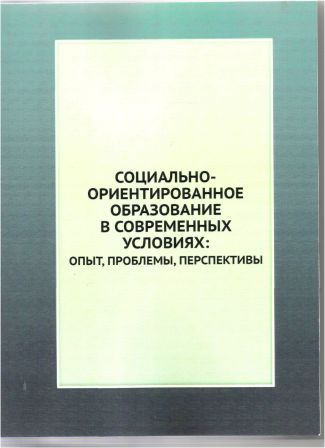 СОЦИАЛЬНО-
ОРИЕНТИРОВАННОЕ
ОБРАЗОВАНИЕ
В СОВРЕМЕННЫХ
УСЛОВИЯХ:
ОПЫТ, ПРОБЛЕМЫ, ПЕРСПЕКТИВЫ